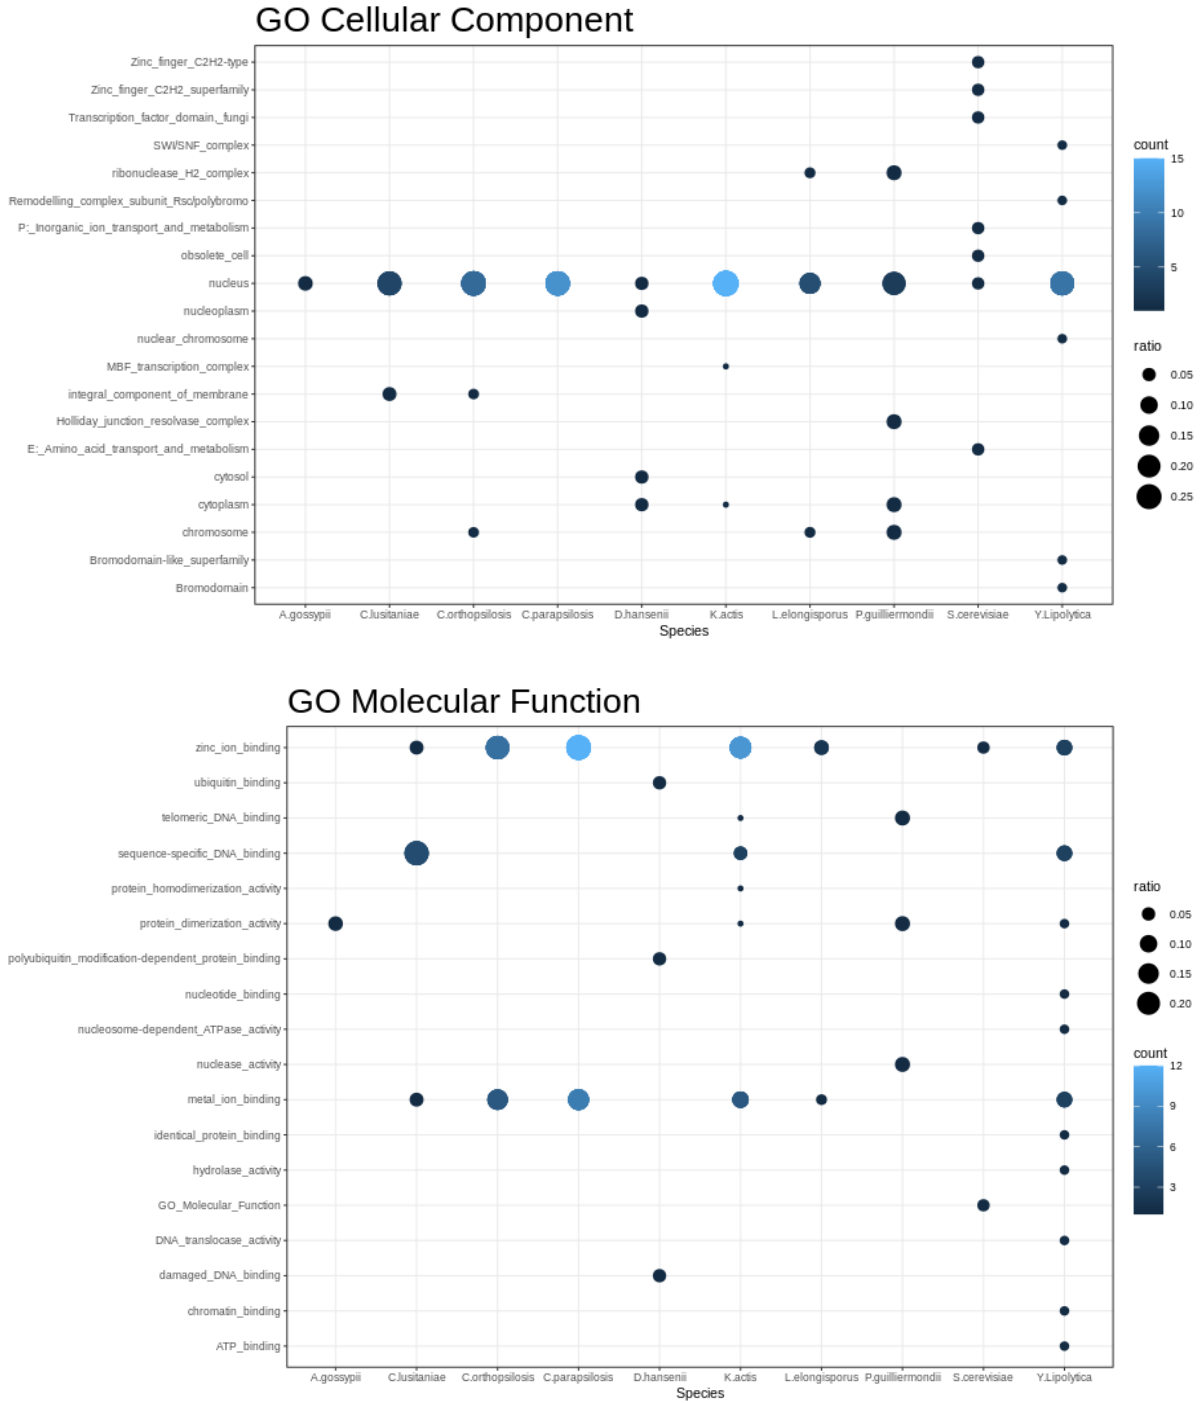 GO Cellular Component
Zinc_finger_C2H2-type
Zinc_finger_C2H2_superfamily
Transcription_factor_domain,_fungi
SWI/SNF_complex
ribonuclease_H2_complex
Remodelling_complex_subunit_Rsc/polybromo
P:_Inorganic_ion_transport_and_metabolism
obsolete_cell
nucleus
nucleoplasm
nuclear_chromosome
MBF_transcription_complex
integral_component_of_membrane
Holliday_junction_resolvase_complex
E:_Amino_acid_transport_and_metabolism
cytosol
cytoplasm
chromosome
Bromodomain-like_superfamily
Bromodomain
A.gossypii C.lusitaniae C.orthopsilosis C.parapsilosis D.hansenii K.actis L.elongisporus P.guilliermondii S.cerevisiae Y.Lipolytica
Species
count
15
10
5
ratio
0.05
0.10
0.15
0.20
0.25
GO Molecular Function
zinc_ion_binding
ubiquitin_binding
telomeric_DNA_binding
sequence-specific_DNA_binding
protein_homodimerization_activity
protein_dimerization_activity
polyubiquitin_modification-dependent_protein_binding
nucleotide_binding
nucleosome-dependent_ATPase_activity
nuclease_activity
metal_ion_binding
identical_protein_binding
hydrolase_activity
GO_Molecular_Function
DNA_translocase_activity
damaged_DNA_binding
chromatin_binding
ATP_binding
A.gossypii C.lusitaniae C.orthopsilosis C.parapsilosis D.hansenii K.actis L.elongisporus P.guilliermondii S.cerevisiae Y.Lipolytica
Species
ratio
0.05
0.10
0.15
0.20
count
12
9
6
3